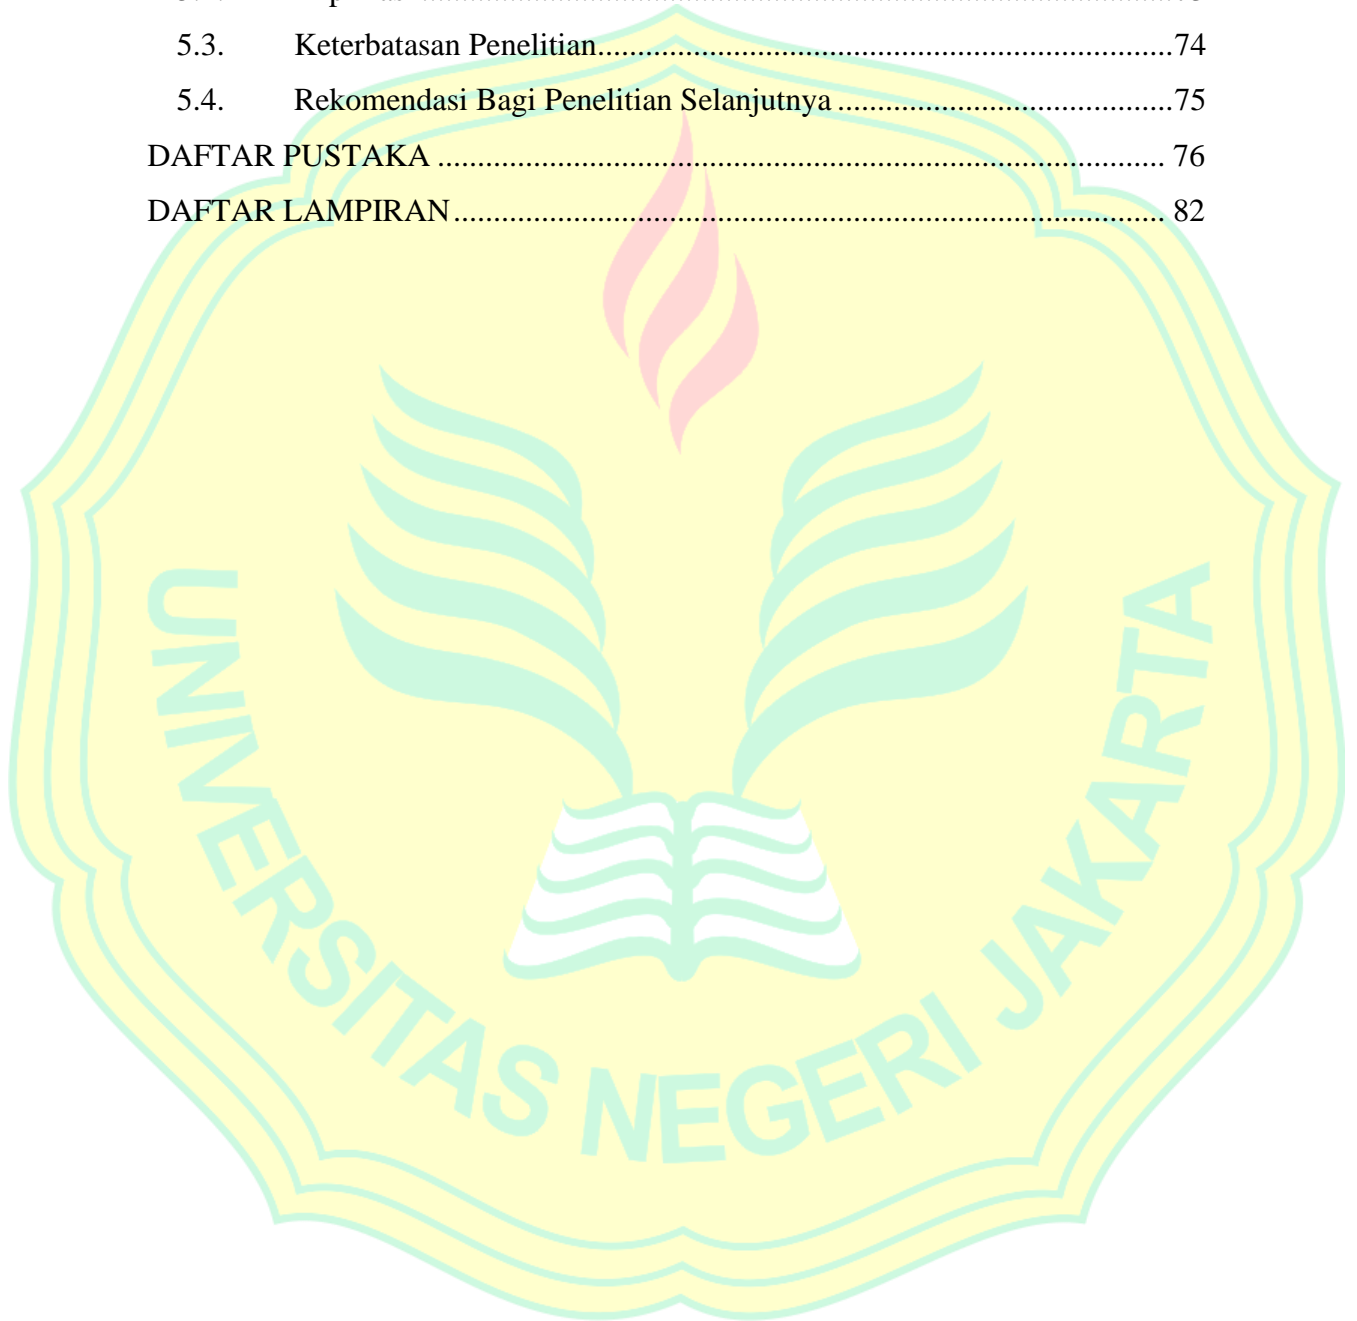 5.3. Keterbatasan Penelitian.......................................................................74
5.4. Rekomendasi Bagi Penelitian Selanjutnya.........................................75
DAFTAR PUSTAKA ........................................................................................... 76
DAFTAR LAMPIRAN......................................................................................... 82
UNIVERSITAS NEGERI JAKARTA